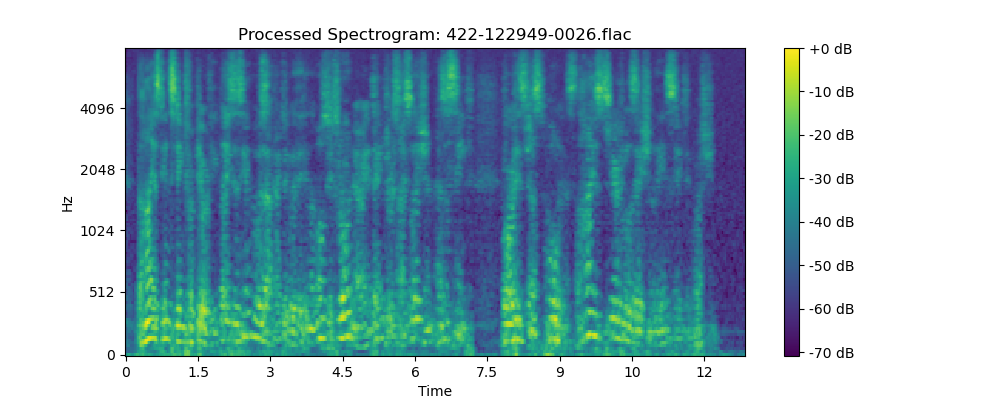 Processed Spectrogram: 422-122949-0026.flac
Hz
4096
2048
1024
512
0
0 1.5 3 4.5 6 7.5 9 10 12
Time
+0 dB
-10 dB
-20 dB
-30 dB
-40 dB
-50 dB
-60 dB
-70 dB